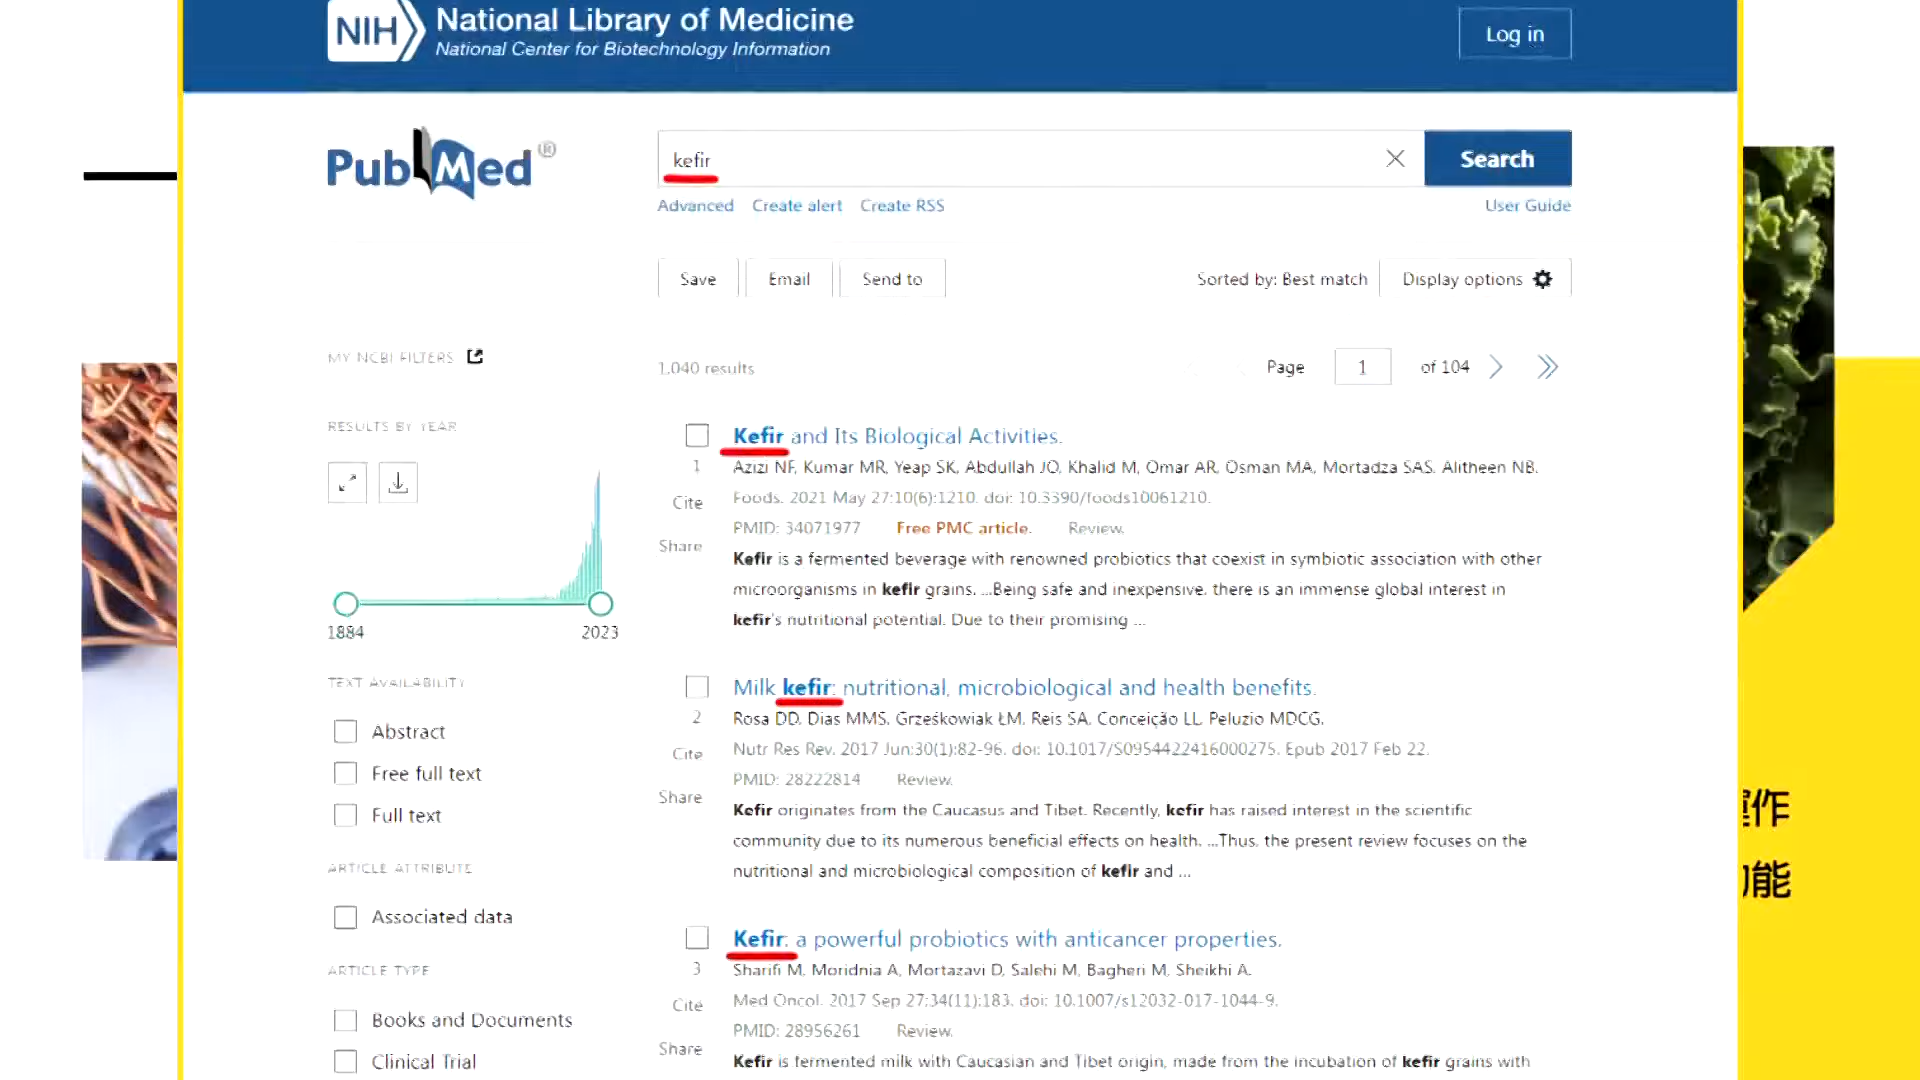 NIH National Library of Medicine
National Center for Biotechnology Information
Log in
PubMed®
kefir
Search
Advanced Create alert Create RSS
User Guide
Save Email Send to
Sorted by: Best match Display options
MY NCBI FILTERS
1,040 results
Page 1 of 104
RESULTS BY YEAR
1884 2023
TEXT AVAILABILITY
Abstract
Free full text
Full text
ARTICLE ATTRIBUTE
Associated data
ARTICLE TYPE
Books and Documents
Clinical Trial
Kefir and Its Biological Activities.
1
Azizi NF, Kumar MR, Yeap SK, Abdullah JO, Khalid M, Omar AR, Osman MA, Mortadza SAS, Alitheen NB.
Cite
Foods. 2021 May 27;10(6):1210. doi: 10.3390/foods10061210.
PMID: 34071977 Free PMC article. Review.
Share
Kefir is a fermented beverage with renowned probiotics that coexist in symbiotic association with other
microorganisms in kefir grains. ...Being safe and inexpensive, there is an immense global interest in
kefir's nutritional potential. Due to their promising ...
Milk kefir: nutritional, microbiological and health benefits.
2
Rosa DD, Dias MMS, Grześkowiak ŁM, Reis SA, Conceição LL, Peluzio MDCG.
Cite
Nutr Res Rev. 2017 Jun;30(1):82-96. doi: 10.1017/S0954422416000275. Epub 2017 Feb 22.
PMID: 28222814 Review.
Share
Kefir originates from the Caucasus and Tibet. Recently, kefir has raised interest in the scientific
community due to its numerous beneficial effects on health. ...Thus, the present review focuses on the
nutritional and microbiological composition of kefir and ...
Kefir: a powerful probiotics with anticancer properties.
3
Sharifi M, Moridnia A, Mortazavi D, Salehi M, Bagheri M, Sheikhi A.
Cite
Med Oncol. 2017 Sep 27;34(11):183. doi: 10.1007/s12032-017-1044-9.
PMID: 28956261 Review.
Share
Kefir is fermented milk with Caucasian and Tibet origin, made from the incubation of kefir grains with
作
能